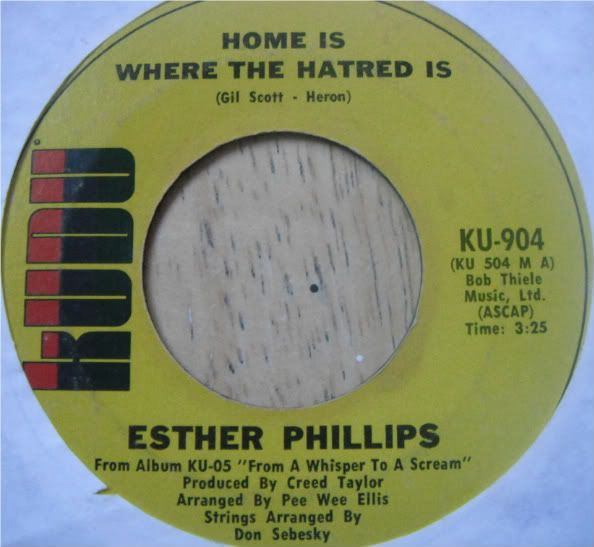 HOME IS
WHERE THE HATRED IS
(Gil Scott - Heron)
KUDU
KU-904
(KU 504 M A)
Bob Thiele
Music, Ltd.
(ASCAP)
Time: 3:25
ESTHER PHILLIPS
From Album KU-05 "From A Whisper To A Scream"
Produced By Creed Taylor
Arranged By Pee Wee Ellis
Strings Arranged By
Don Sebesky